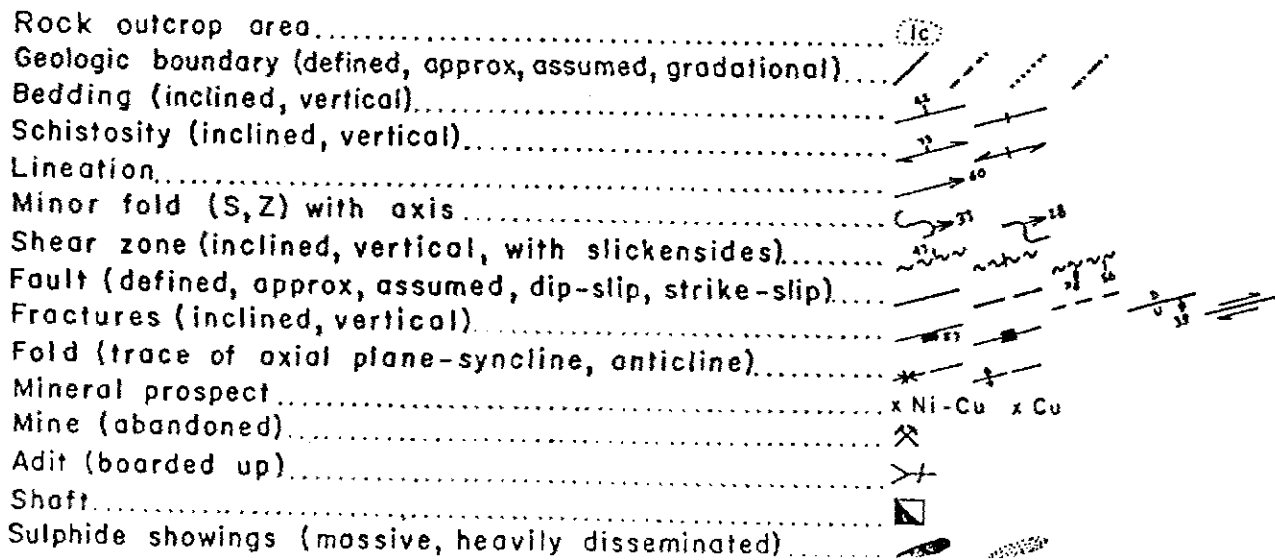 Rock outcrop area 1c
Geologic boundary (defined, approx, assumed, gradational)
Bedding (inclined, vertical)
Schistosity (inclined, vertical)
Lineation 60
Minor fold (S, Z) with axis 28
Shear zone (inclined, vertical, with slickensides)
Fault (defined, approx, assumed, dip-slip, strike-slip)
Fractures (inclined, vertical)
Fold (trace of axial plane-syncline, anticline)
Mineral prospect x Ni-Cu x Cu
Mine (abandoned)
Adit (boarded up)
Shaft
Sulphide showings (massive, heavily disseminated)